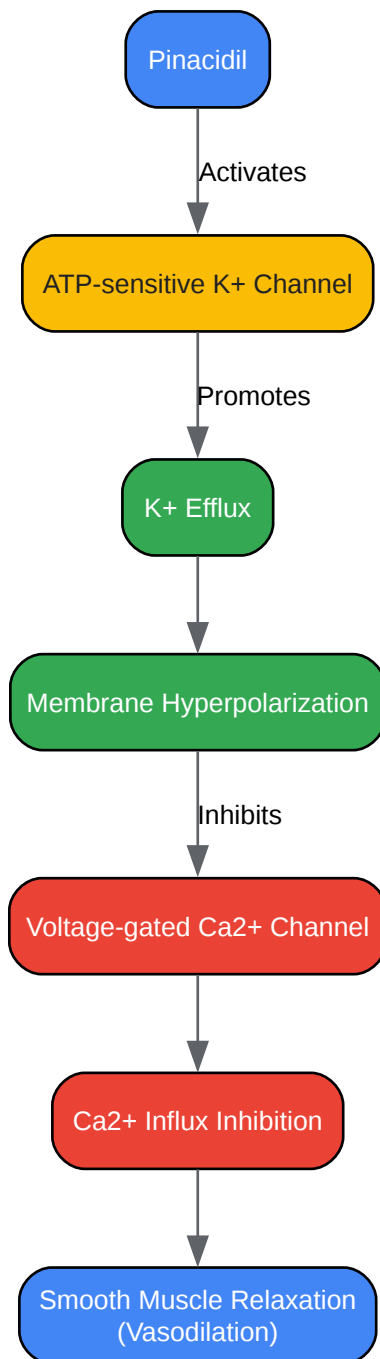 Pinacidil
Activates
ATP-sensitive K+ Channel
Promotes
K+ Efflux
Membrane Hyperpolarization
Inhibits
Voltage-gated Ca2+ Channel
Ca2+ Influx Inhibition
Smooth Muscle Relaxation
(Vasodilation)